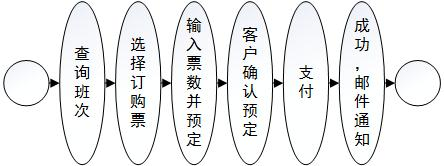 查询班次
选择订购票
输入票数并预定
客户确认预定
支付
成功，邮件通知